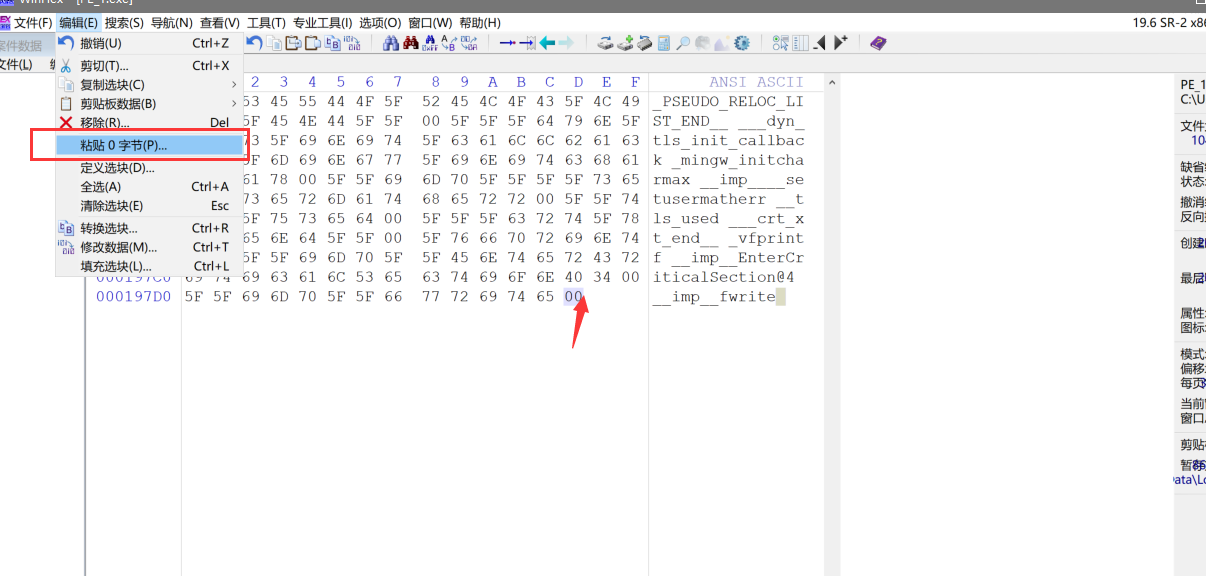 WinHex - [PE_1.exe]
文件(F) 编辑(E) 搜索(S) 导航(N) 查看(V) 工具(T) 专业工具(I) 选项(O) 窗口(W) 帮助(H) 19.6 SR-2 x86
案件数据
文件(L)
撤销(U) Ctrl+Z
剪切(T)... Ctrl+X
复制选块(C)
剪贴板数据(B)
移除(R)... Del
粘贴 0 字节(P)...
定义选块(D)...
全选(A) Ctrl+A
清除选块(E) Esc
转换选块... Ctrl+R
修改数据(M)... Ctrl+T
填充选块(L)... Ctrl+L
2 3 4 5 6 7 8 9 A B C D E F ANSI ASCII
53 45 55 44 4F 5F 52 45 4C 4F 43 5F 4C 49 _PSEUDO_RELOC_LI
5F 45 4E 44 5F 5F 00 5F 5F 5F 64 79 6E 5F ST_END__ ___dyn_
73 5F 69 6E 69 74 5F 63 61 6C 6C 62 61 63 tls_init_callbac
5F 6D 69 6E 67 77 5F 69 6E 69 74 63 68 61 k _mingw_initcha
61 78 00 5F 5F 69 6D 70 5F 5F 5F 5F 73 65 rmax __imp____se
73 65 72 6D 61 74 68 65 72 72 00 5F 5F 74 tusermatherr __t
5F 75 73 65 64 00 5F 5F 5F 63 72 74 5F 78 ls_used ___crt_x
65 6E 64 5F 5F 00 5F 76 66 70 72 69 6E 74 t_end__ _vfprint
5F 5F 69 6D 70 5F 5F 45 6E 74 65 72 43 72 f __imp__EnterCr
000197C0 69 74 69 63 61 6C 53 65 63 74 69 6F 6E 40 34 00 iticalSection@4
000197D0 5F 5F 69 6D 70 5F 5F 66 77 72 69 74 65 00 __imp__fwrite
PE_1
C:\U
文件
10
缺省
状态
撤消
反向
创建
最后
属性
图标
模式
偏移
每页
当前
窗口
剪贴
暂存
Data\Lo